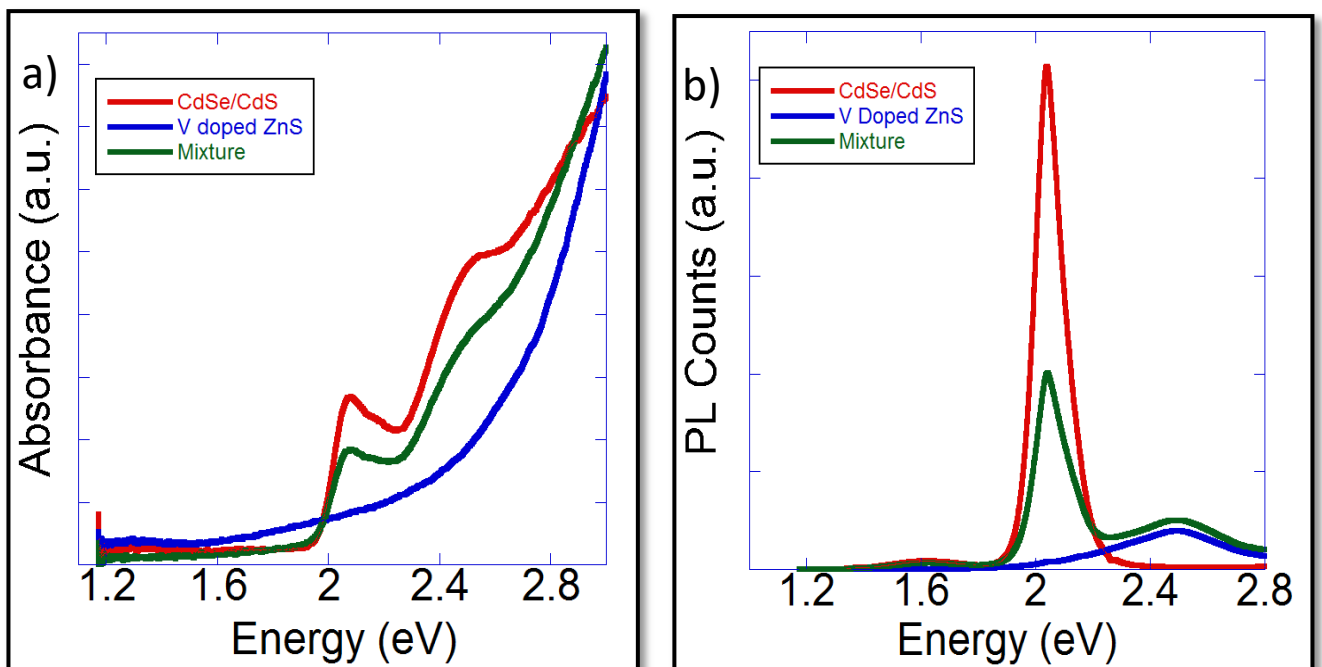 a)
CdSe/CdS
V doped ZnS
Mixture
Absorbance (a.u.)
1.2 1.6 2 2.4 2.8
Energy (eV)
b)
CdSe/CdS
V Doped ZnS
Mixture
PL Counts (a.u.)
1.2 1.6 2 2.4 2.8
Energy (eV)